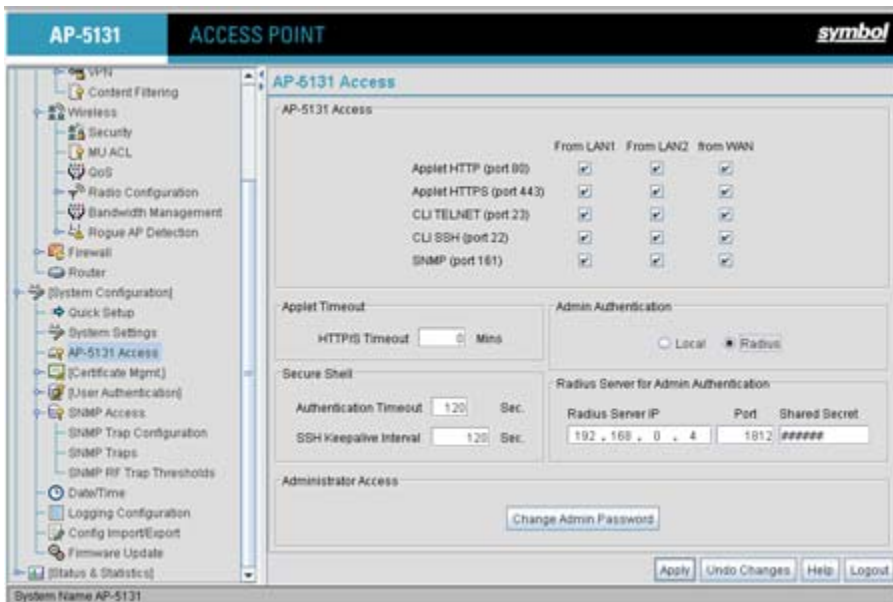 AP-5131 ACCESS POINT symbol
VPN
Content Filtering
Wireless
Security
MU ACL
QoS
Radio Configuration
Bandwidth Management
Rogue AP Detection
Firewall
Router
[System Configuration]
Quick Setup
System Settings
AP-5131 Access
[Certificate Mgmt.]
[User Authentication]
SNMP Access
SNMP Trap Configuration
SNMP Traps
SNMP RF Trap Thresholds
Date/Time
Logging Configuration
Config Import/Export
Firmware Update
[Status & Statistics]
AP-5131 Access
AP-5131 Access
From LAN1 From LAN2 from WAN
Applet HTTP (port 80)
Applet HTTPS (port 443)
CLI TELNET (port 23)
CLI SSH (port 22)
SNMP (port 161)
Applet Timeout
HTTP/S Timeout 0 Mins
Admin Authentication
Local Radius
Secure Shell
Authentication Timeout 120 Sec.
SSH Keepalive Interval 120 Sec.
Radius Server for Admin Authentication
Radius Server IP Port Shared Secret
192 . 168 . 0 . 4 1812 ######
Administrator Access
Change Admin Password
Apply Undo Changes Help Logout
System Name AP-5131